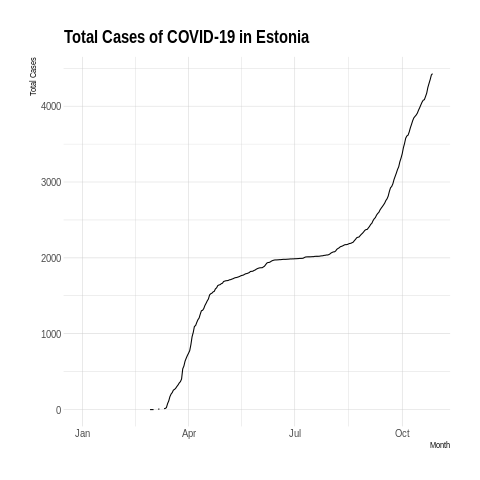 Total Cases of COVID-19 in Estonia
Total Cases
4000
3000
2000
1000
0
Jan Apr Jul Oct
Month